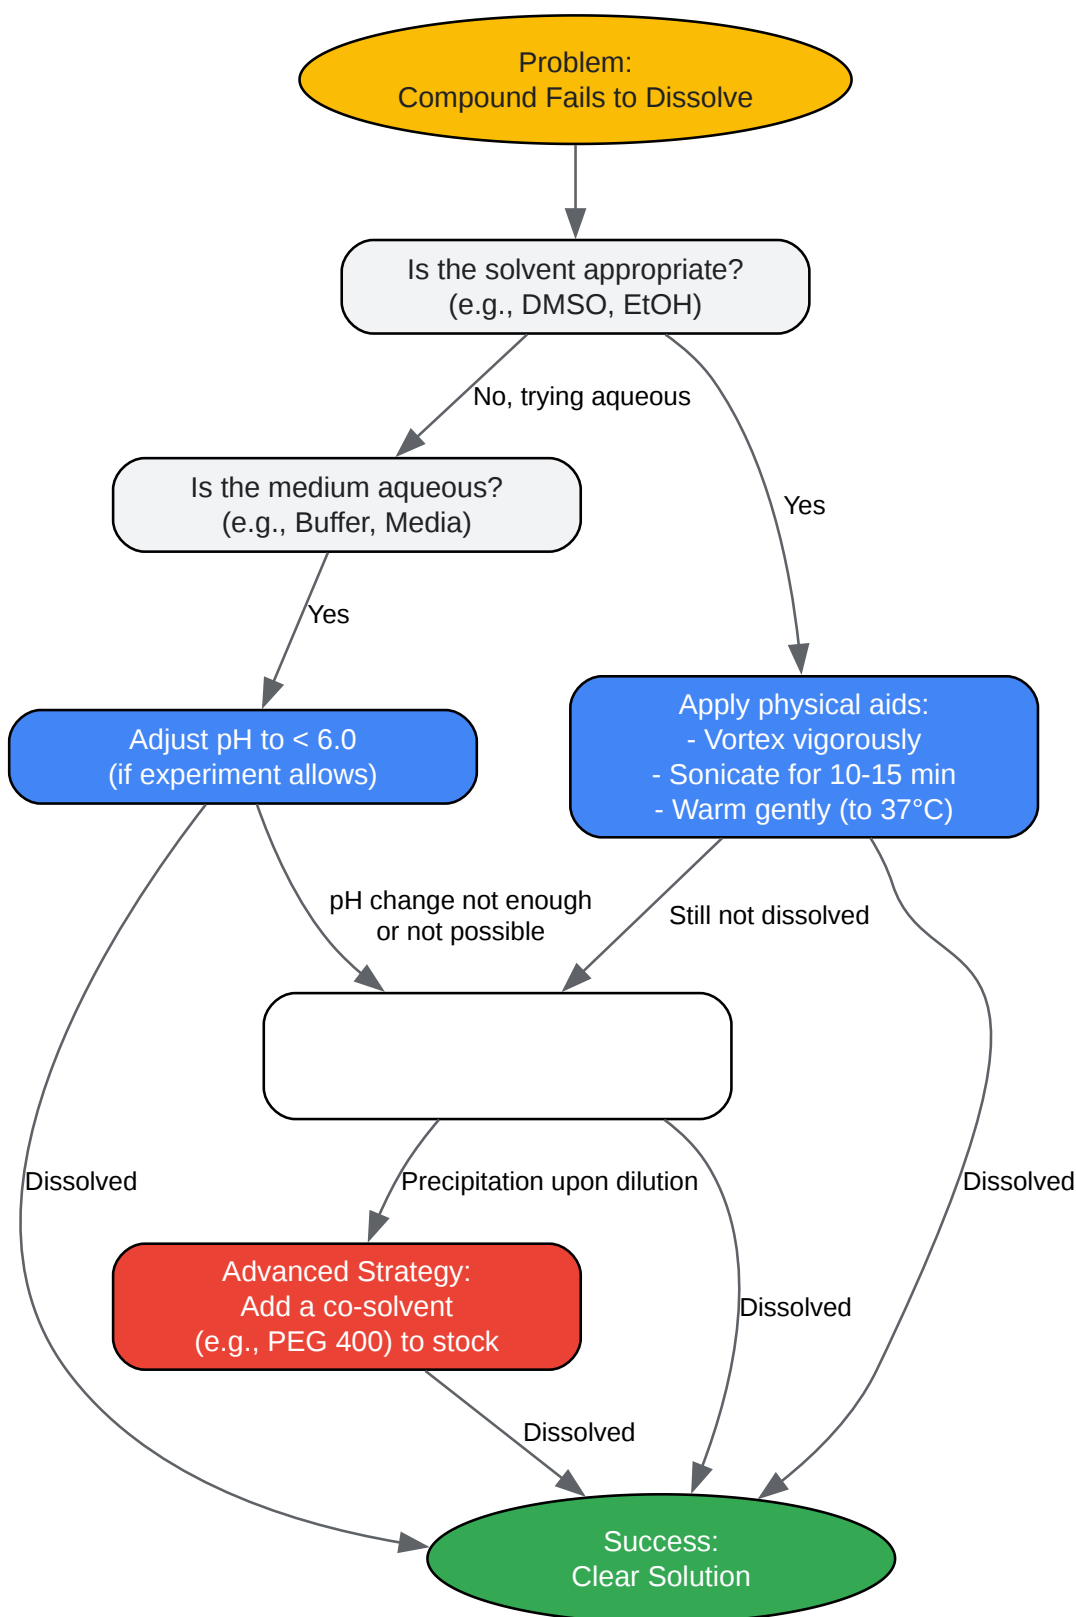 Problem:
Compound Fails to Dissolve
Is the solvent appropriate?
(e.g., DMSO, EtOH)
No, trying aqueous
Is the medium aqueous?
(e.g., Buffer, Media)
Yes
Yes
Adjust pH to < 6.0
(if experiment allows)
Apply physical aids:
- Vortex vigorously
- Sonicate for 10-15 min
- Warm gently (to 37°C)
pH change not enough
or not possible
Still not dissolved
Dissolved
Precipitation upon dilution
Dissolved
Advanced Strategy:
Add a co-solvent
(e.g., PEG 400) to stock
Dissolved
Dissolved
Success:
Clear Solution